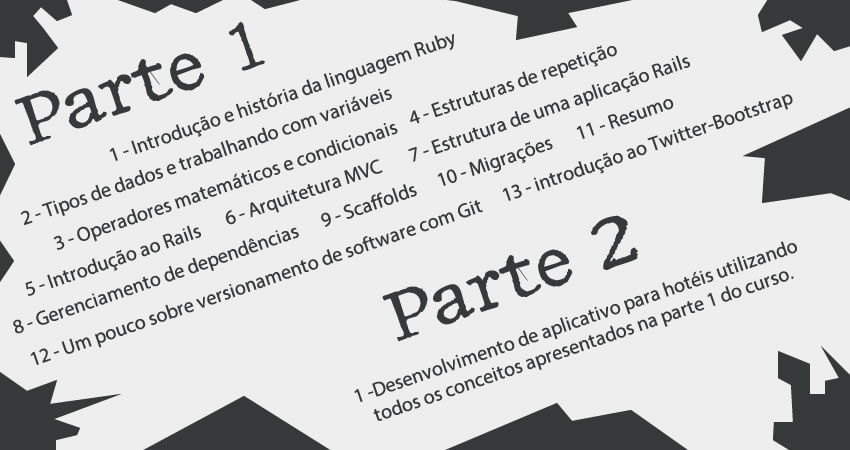 Parte 1
1 - Introdução e história da linguagem Ruby
2 - Tipos de dados e trabalhando com variáveis
3 - Operadores matemáticos e condicionais
4 - Estruturas de repetição
5 - Introdução ao Rails
6 - Arquitetura MVC
7 - Estrutura de uma aplicação Rails
8 - Gerenciamento de dependências
9 - Scaffolds
10 - Migrações
11 - Resumo
12 - Um pouco sobre versionamento de software com Git
13 - introdução ao Twitter-Bootstrap
Parte 2
1 -Desenvolvimento de aplicativo para hotéis utilizando
todos os conceitos apresentados na parte 1 do curso.